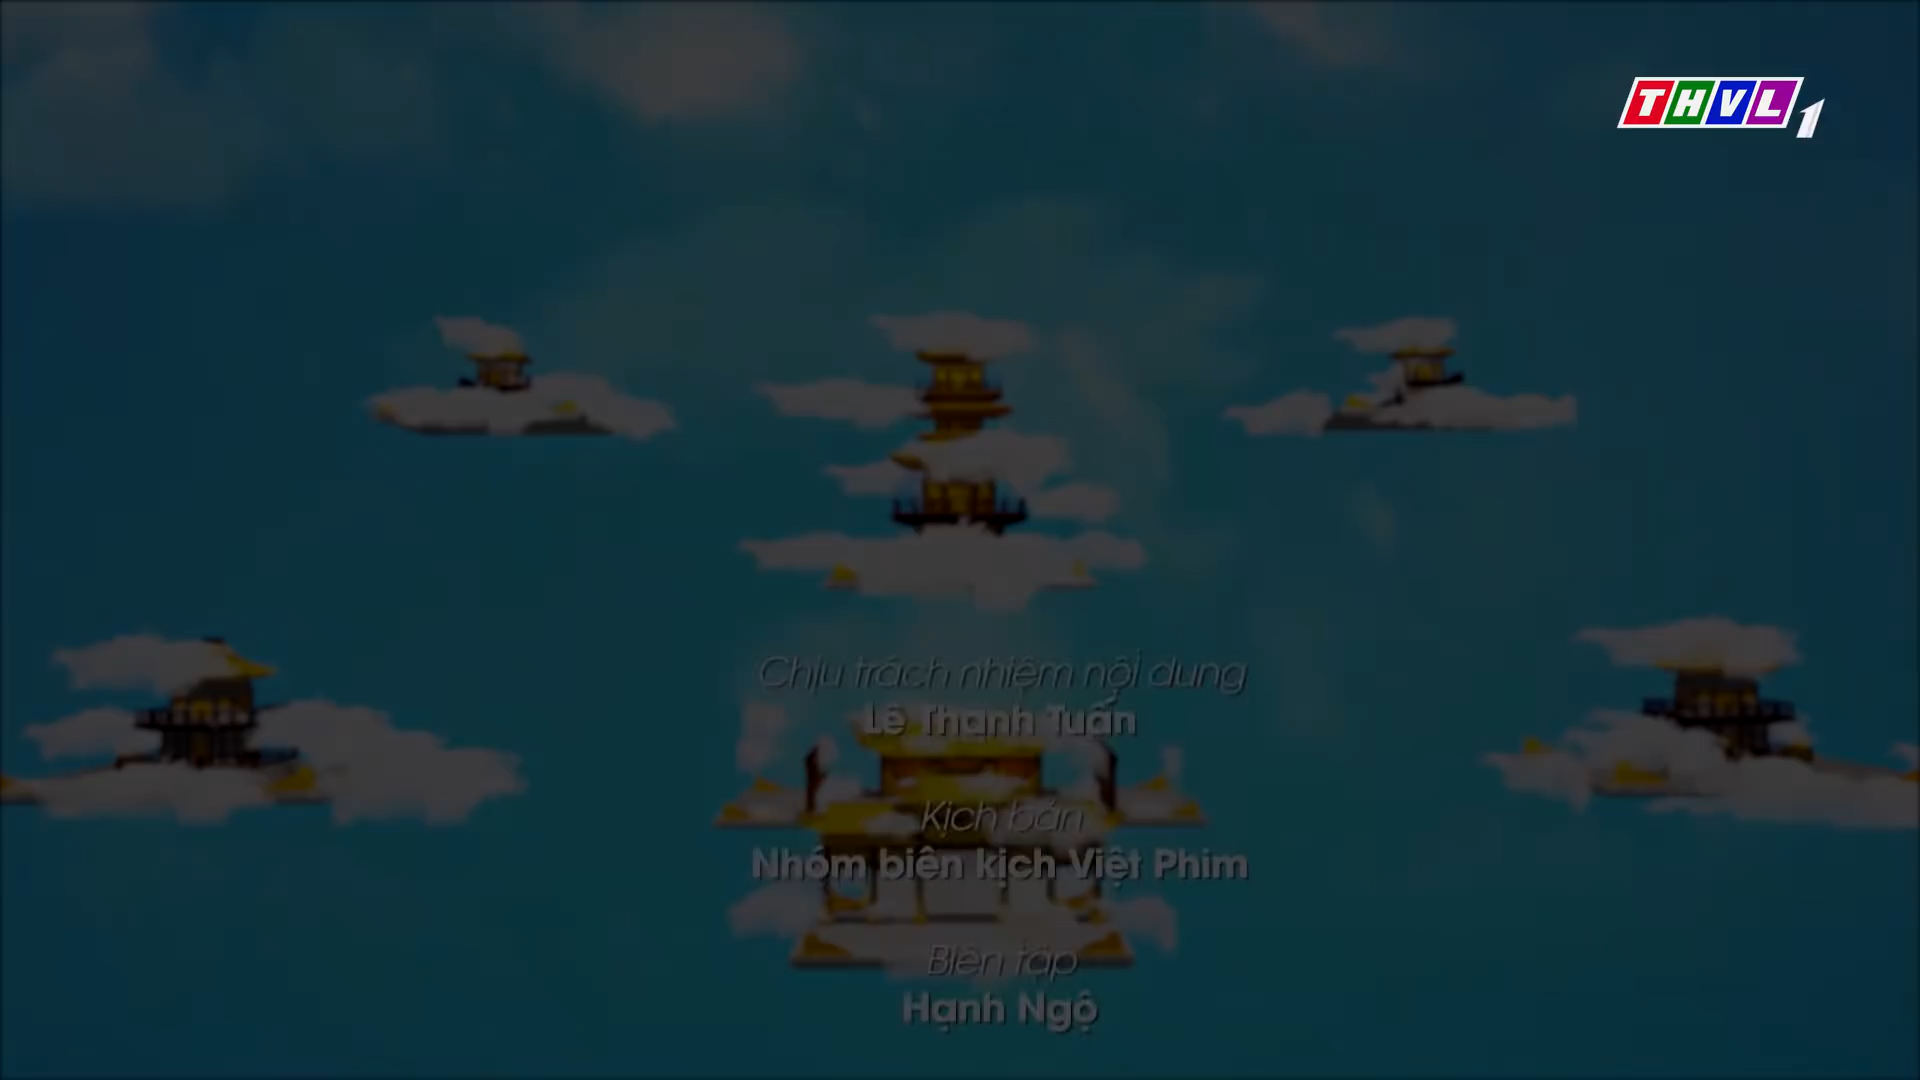 THVL1
Chịu trách nhiệm nội dung
Lê Thanh Tuấn
Kịch bản
Nhóm biên kịch Việt Phim
Biên tập
Hạnh Ngộ